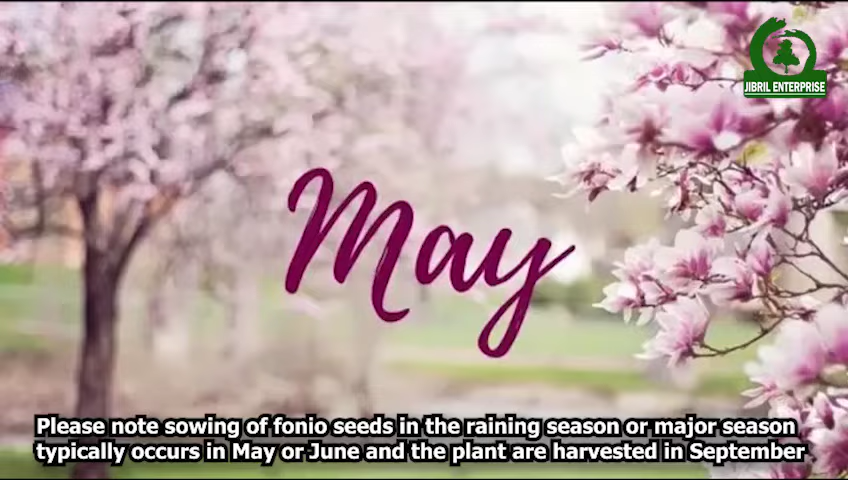 JIBRIL ENTERPRISE
May
Please note sowing of fonio seeds in the raining season or major season
typically occurs in May or June and the plant are harvested in September